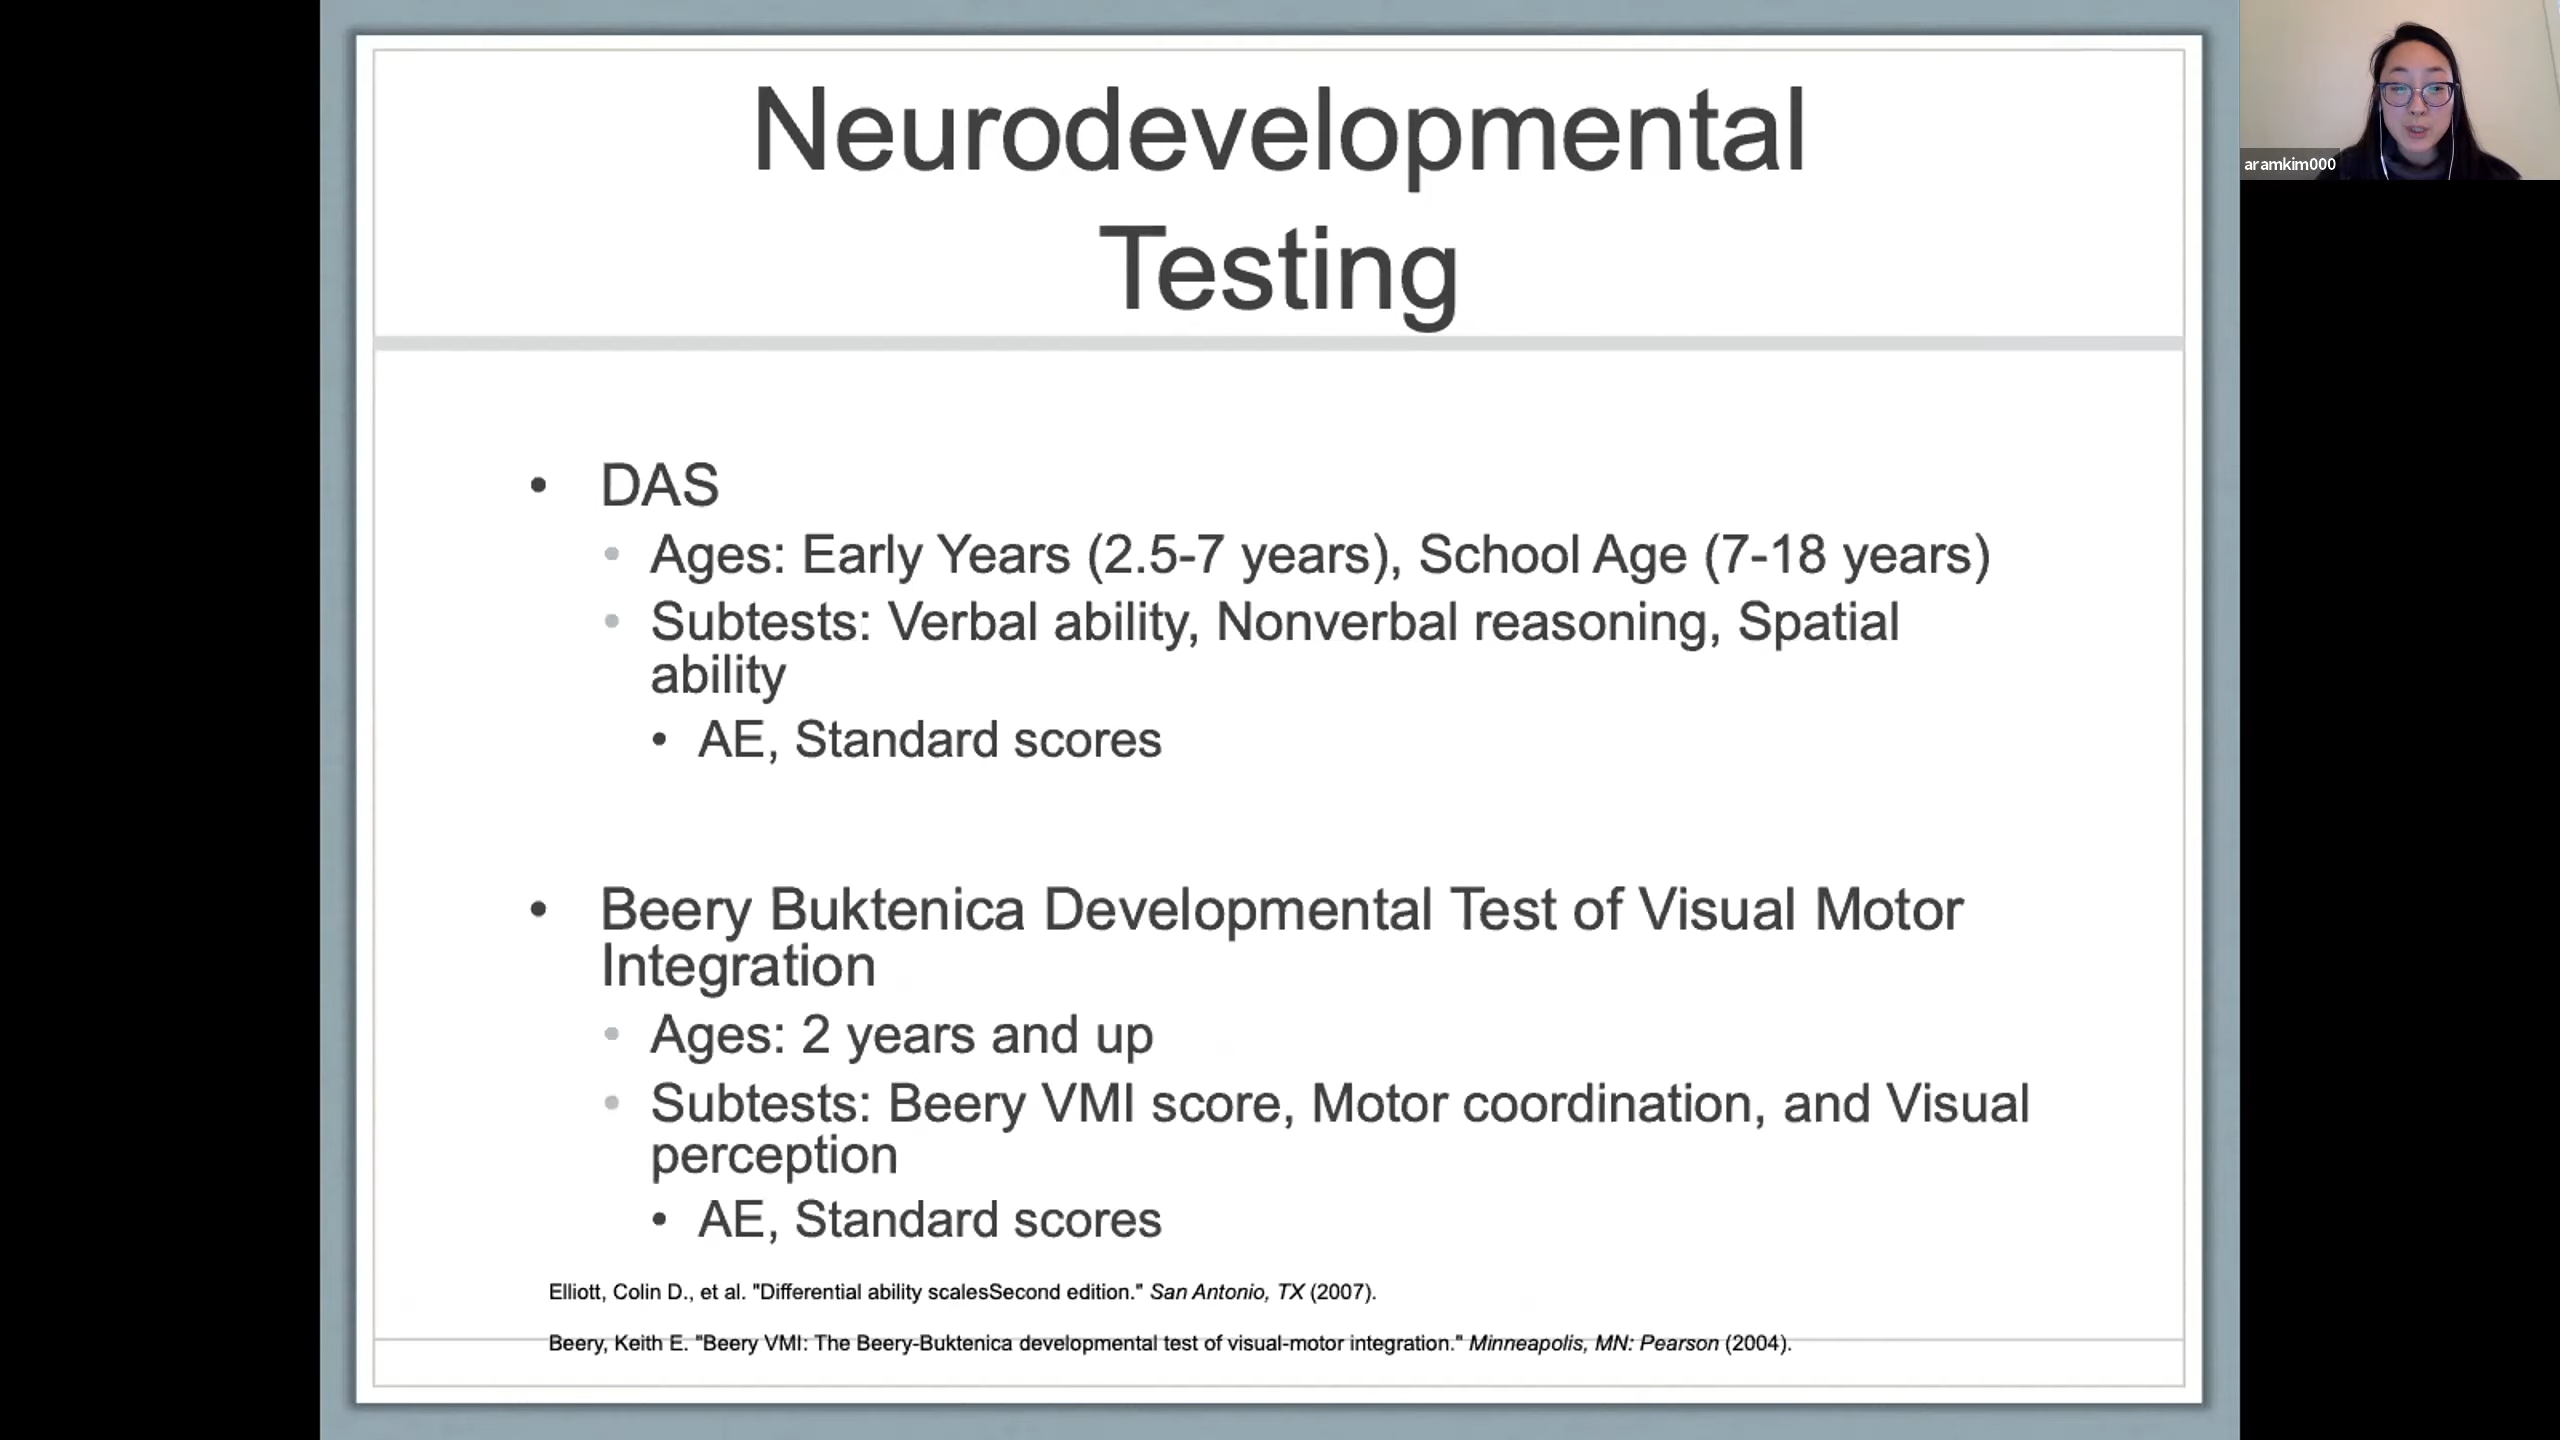 Neurodevelopmental
Testing
• DAS
• Ages: Early Years (2.5-7 years), School Age (7-18 years)
• Subtests: Verbal ability, Nonverbal reasoning, Spatial
ability
• AE, Standard scores
• Beery Buktenica Developmental Test of Visual Motor
Integration
• Ages: 2 years and up
• Subtests: Beery VMI score, Motor coordination, and Visual
perception
• AE, Standard scores
Elliott, Colin D., et al. "Differential ability scalesSecond edition." San Antonio, TX (2007).
Beery, Keith E. "Beery VMI: The Beery-Buktenica developmental test of visual-motor integration." Minneapolis, MN: Pearson (2004).
aramkim000